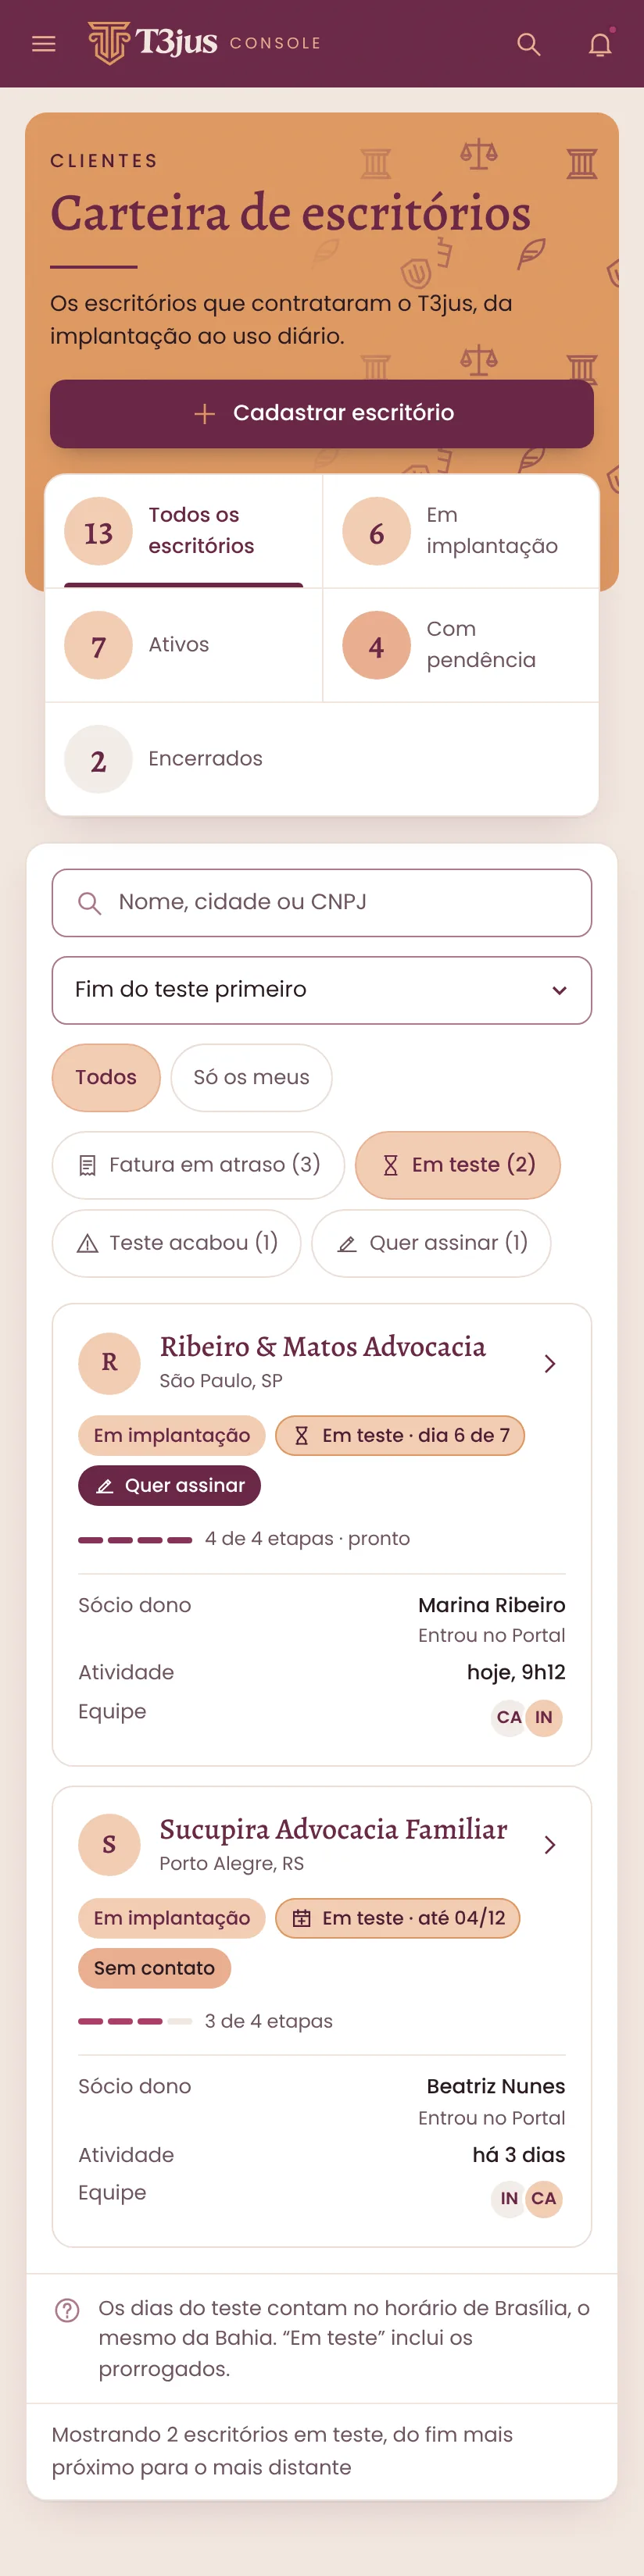 T3jus CONSOLE
CLIENTES
Carteira de escritórios
Os escritórios que contrataram o T3jus, da
implantação ao uso diário.
Cadastrar escritório
13 Todos os
escritórios
6 Em
implantação
7 Ativos
4 Com
pendência
2 Encerrados
Nome, cidade ou CNPJ
Fim do teste primeiro
Todos Só os meus
Fatura em atraso (3) Em teste (2)
Teste acabou (1) Quer assinar (1)
R Ribeiro & Matos Advocacia
São Paulo, SP
Em implantação Em teste · dia 6 de 7
Quer assinar
4 de 4 etapas · pronto
Sócio dono Marina Ribeiro
Entrou no Portal
Atividade hoje, 9h12
Equipe CA IN
S Sucupira Advocacia Familiar
Porto Alegre, RS
Em implantação Em teste · até 04/12
Sem contato
3 de 4 etapas
Sócio dono Beatriz Nunes
Entrou no Portal
Atividade há 3 dias
Equipe IN CA
Os dias do teste contam no horário de Brasília, o
mesmo da Bahia. “Em teste” inclui os
prorrogados.
Mostrando 2 escritórios em teste, do fim mais
próximo para o mais distante